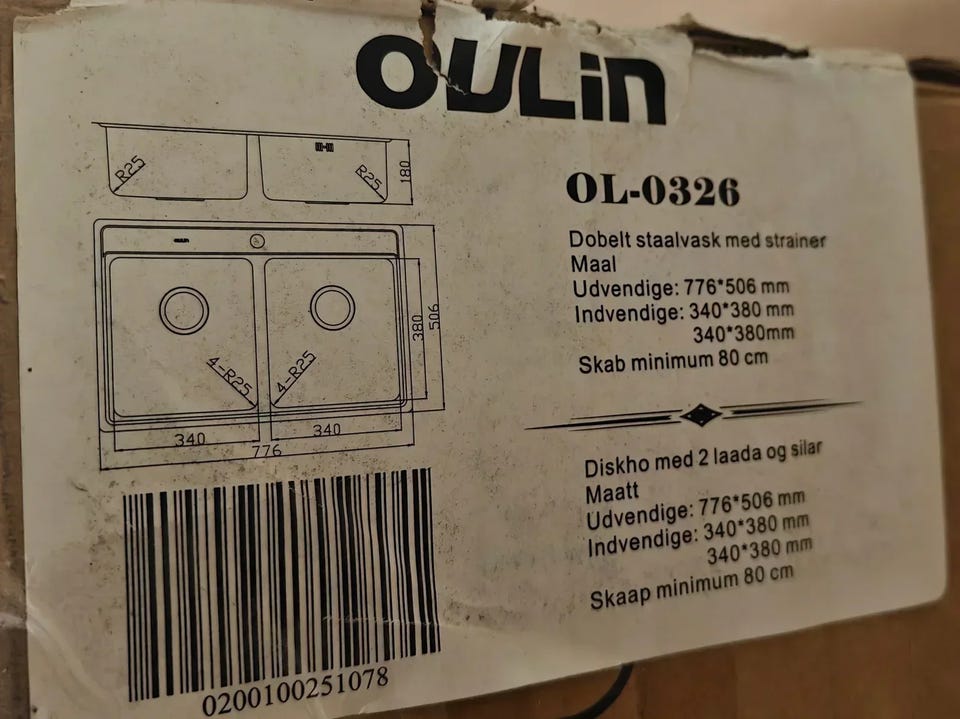 OULin
R25
R25
180
380
506
4-R25
4-R25
340
340
776
OL-0326
Dobelt staalvask med strainer
Maal
Udvendige: 776*506 mm
Indvendige: 340*380 mm
340*380mm
Skab minimum 80 cm
Diskho med 2 laada og silar
Maatt
Udvendige: 776*506 mm
Indvendige: 340*380 mm
340*380 mm
Skaap minimum 80 cm
0200100251078